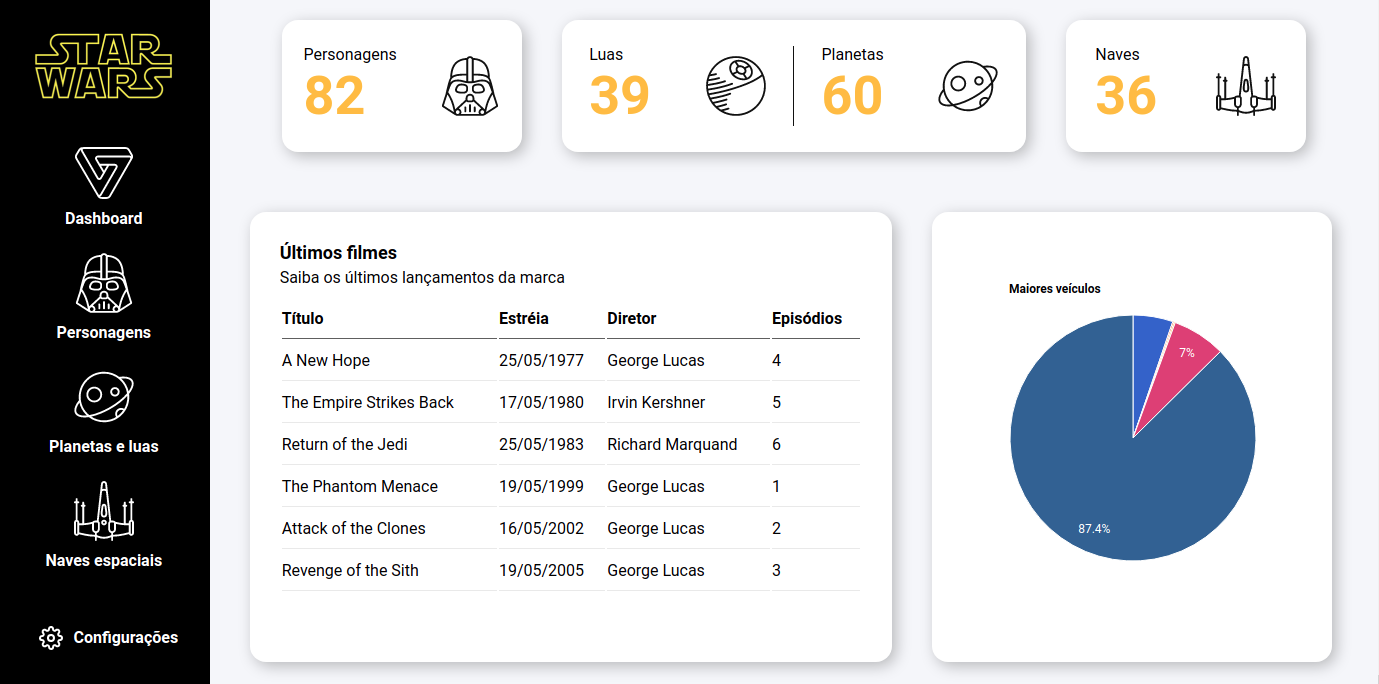 STAR
WARS
Dashboard
Personagens
Planetas e luas
Naves espaciais
Configurações
Personagens
82
Luas
39
Planetas
60
Naves
36
Últimos filmes
Saiba os últimos lançamentos da marca
Título Estréia Diretor Episódios
A New Hope 25/05/1977 George Lucas 4
The Empire Strikes Back 17/05/1980 Irvin Kershner 5
Return of the Jedi 25/05/1983 Richard Marquand 6
The Phantom Menace 19/05/1999 George Lucas 1
Attack of the Clones 16/05/2002 George Lucas 2
Revenge of the Sith 19/05/2005 George Lucas 3
Maiores veículos
7%
87.4%